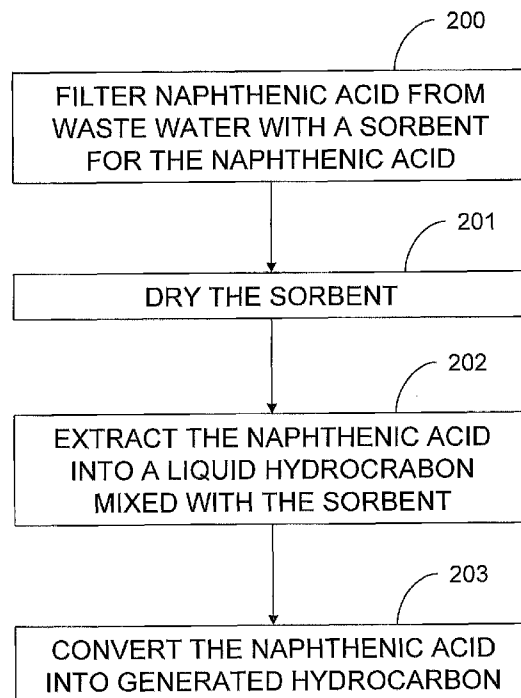 200
FILTER NAPHTHENIC ACID FROM
WASTE WATER WITH A SORBENT
FOR THE NAPHTHENIC ACID
201
DRY THE SORBENT
202
EXTRACT THE NAPHTHENIC ACID
INTO A LIQUID HYDROCRABON
MIXED WITH THE SORBENT
203
CONVERT THE NAPHTHENIC ACID
INTO GENERATED HYDROCARBON